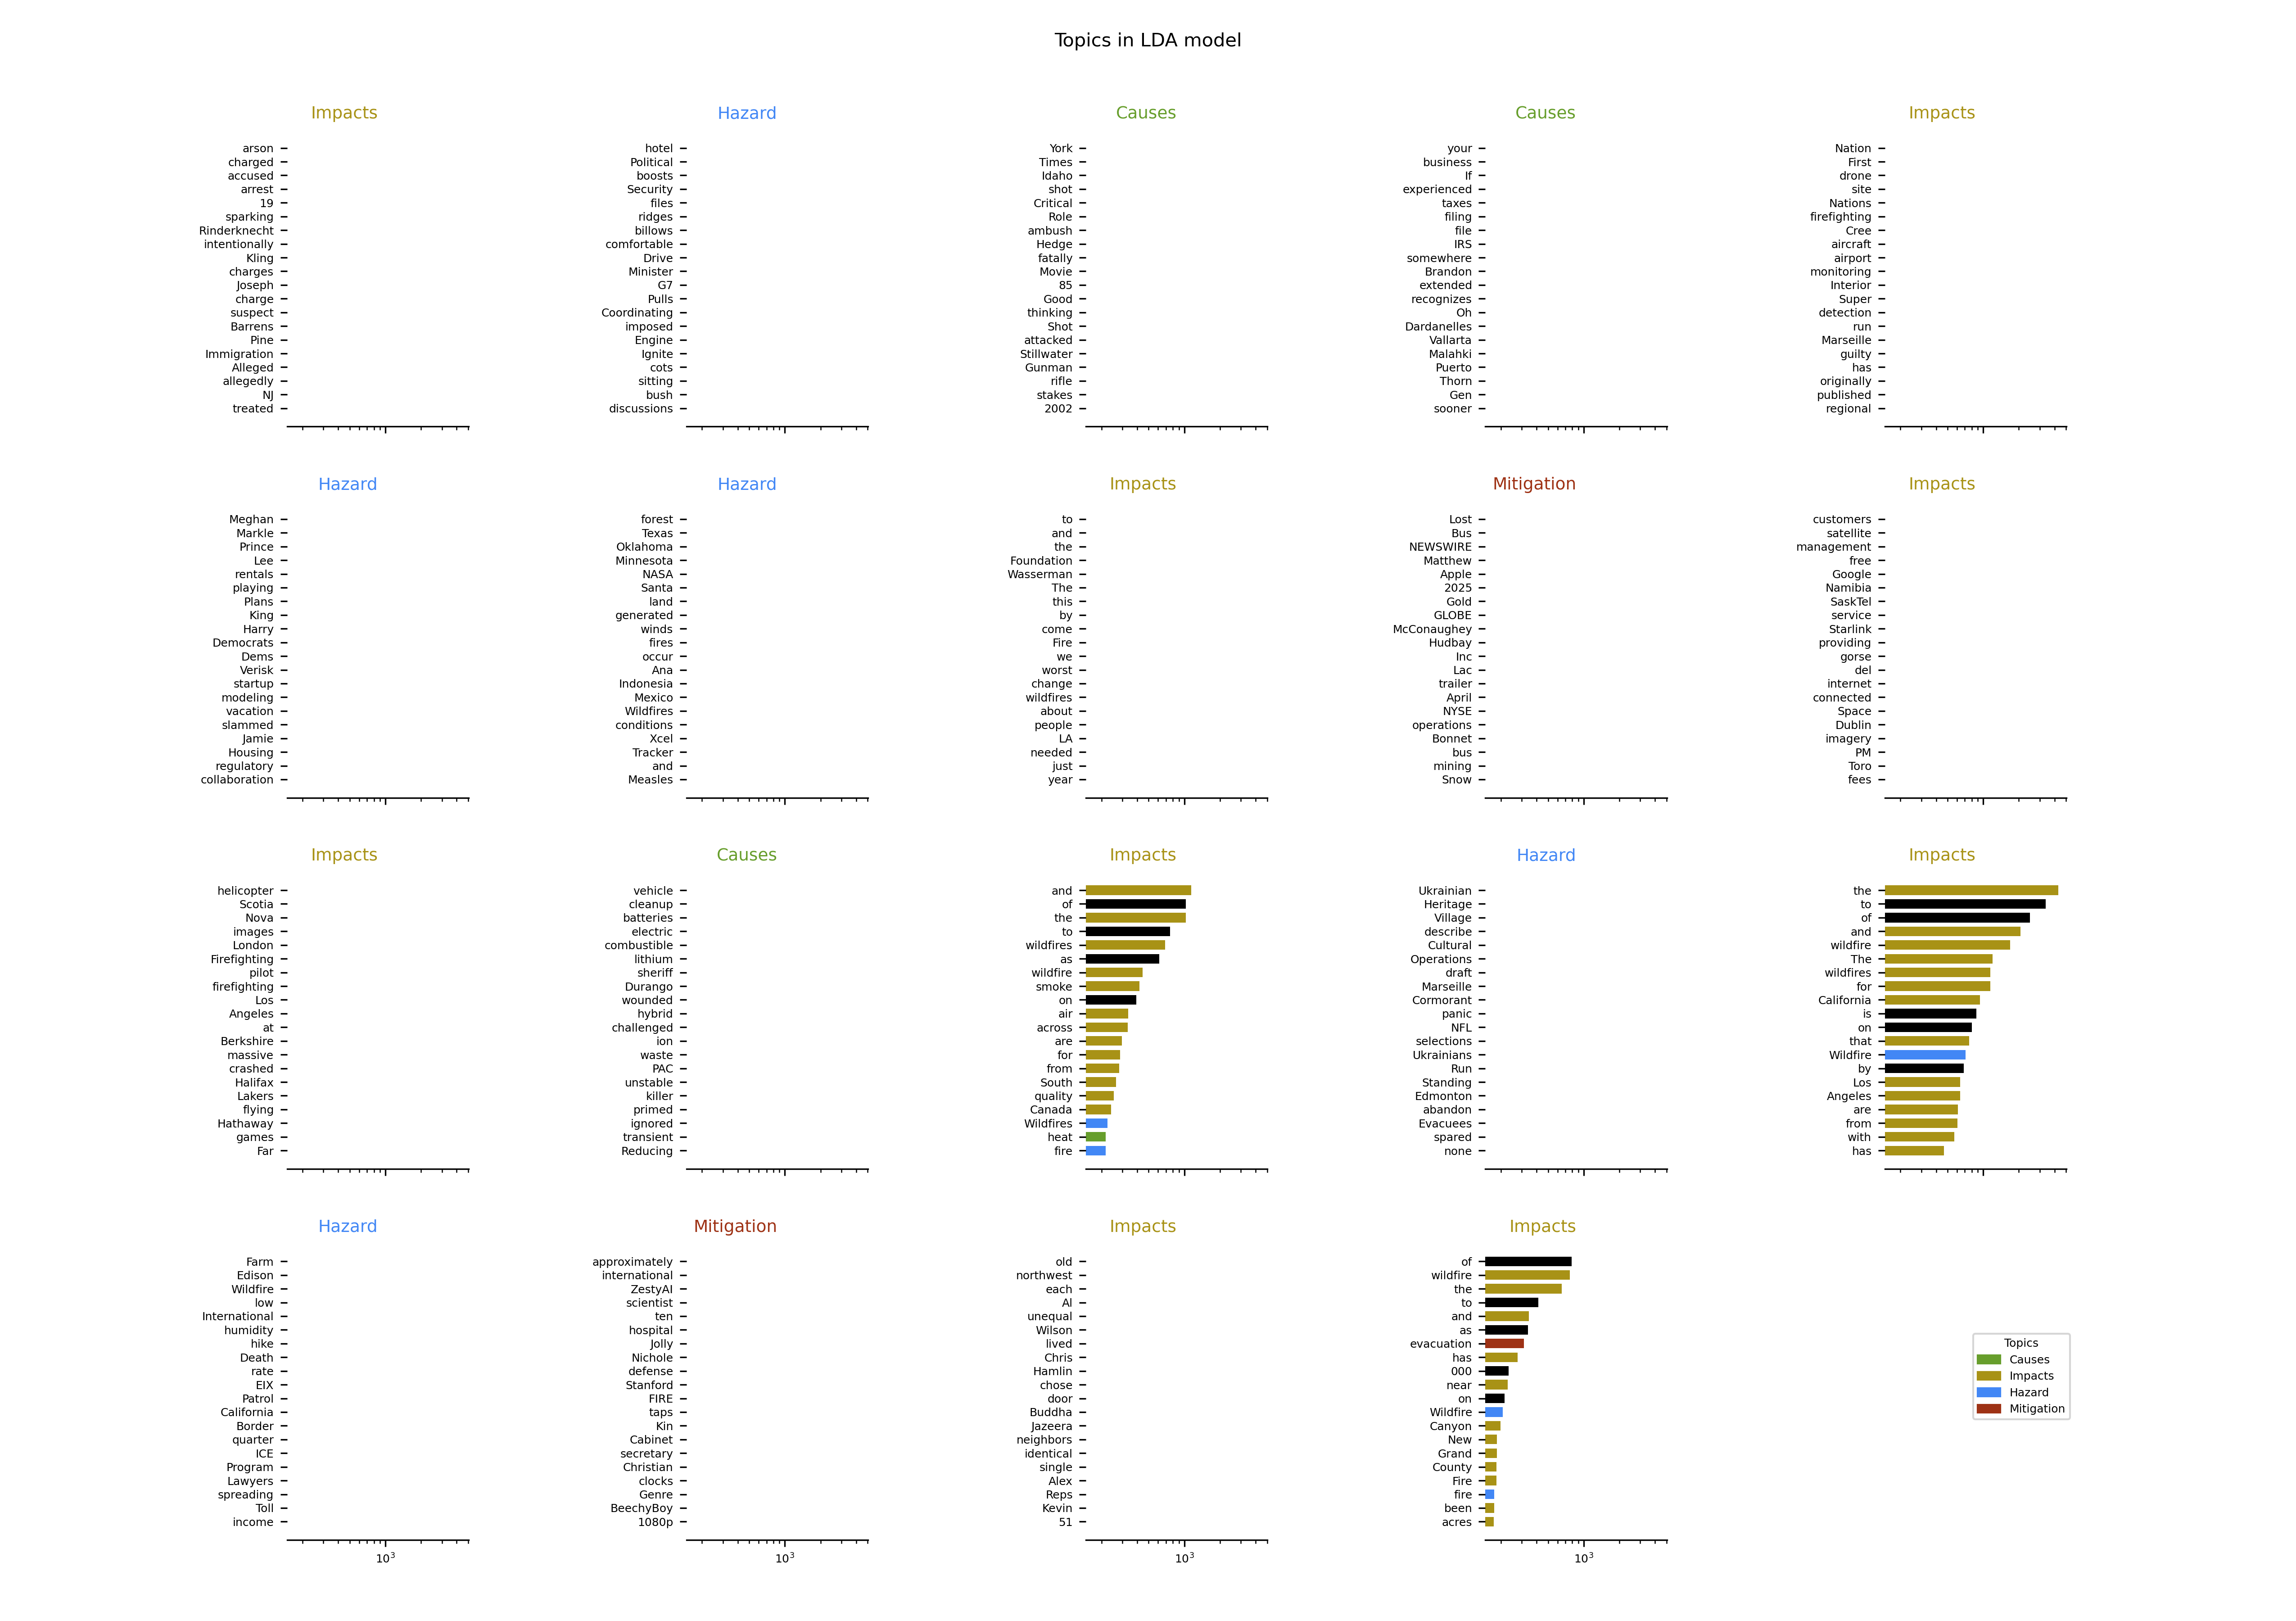 Topics in LDA model
Impacts
arson
charged
accused
arrest
19
sparking
Rinderknecht
intentionally
Kling
charges
Joseph
charge
suspect
Barrens
Pine
Immigration
Alleged
allegedly
NJ
treated
Hazard
hotel
Political
boosts
Security
files
ridges
billows
comfortable
Drive
Minister
G7
Pulls
Coordinating
imposed
Engine
Ignite
cots
sitting
bush
discussions
Causes
York
Times
Idaho
shot
Critical
Role
ambush
Hedge
fatally
Movie
85
Good
thinking
Shot
attacked
Stillwater
Gunman
rifle
stakes
2002
Causes
your
business
If
experienced
taxes
filing
file
IRS
somewhere
Brandon
extended
recognizes
Oh
Dardanelles
Vallarta
Malahki
Puerto
Thorn
Gen
sooner
Impacts
Nation
First
drone
site
Nations
firefighting
Cree
aircraft
airport
monitoring
Interior
Super
detection
run
Marseille
guilty
has
originally
published
regional
Hazard
Meghan
Markle
Prince
Lee
rentals
playing
Plans
King
Harry
Democrats
Dems
Verisk
startup
modeling
vacation
slammed
Jamie
Housing
regulatory
collaboration
Hazard
forest
Texas
Oklahoma
Minnesota
NASA
Santa
land
generated
winds
fires
occur
Ana
Indonesia
Mexico
Wildfires
conditions
Xcel
Tracker
and
Measles
Impacts
to
and
the
Foundation
Wasserman
The
this
by
come
Fire
we
worst
change
wildfires
about
people
LA
needed
just
year
Mitigation
Lost
Bus
NEWSWIRE
Matthew
Apple
2025
Gold
GLOBE
McConaughey
Hudbay
Inc
Lac
trailer
April
NYSE
operations
Bonnet
bus
mining
Snow
Impacts
customers
satellite
management
free
Google
Namibia
SaskTel
service
Starlink
providing
gorse
del
internet
connected
Space
Dublin
imagery
PM
Toro
fees
Impacts
helicopter
Scotia
Nova
images
London
Firefighting
pilot
firefighting
Los
Angeles
at
Berkshire
massive
crashed
Halifax
Lakers
flying
Hathaway
games
Far
Causes
vehicle
cleanup
batteries
electric
combustible
lithium
sheriff
Durango
wounded
hybrid
challenged
ion
waste
PAC
unstable
killer
primed
ignored
transient
Reducing
Impacts
and
of
the
to
wildfires
as
wildfire
smoke
on
air
across
are
for
from
South
quality
Canada
Wildfires
heat
fire
Hazard
Ukrainian
Heritage
Village
describe
Cultural
Operations
draft
Marseille
Cormorant
panic
NFL
selections
Ukrainians
Run
Standing
Edmonton
abandon
Evacuees
spared
none
Impacts
the
to
of
and
wildfire
The
wildfires
for
California
is
on
that
Wildfire
by
Los
Angeles
are
from
with
has
Hazard
Farm
Edison
Wildfire
low
International
humidity
hike
Death
rate
EIX
Patrol
California
Border
quarter
ICE
Program
Lawyers
spreading
Toll
income
10³
Mitigation
approximately
international
ZestyAI
scientist
ten
hospital
Jolly
Nichole
defense
Stanford
FIRE
taps
Kin
Cabinet
secretary
Christian
clocks
Genre
BeechyBoy
1080p
10³
Impacts
old
northwest
each
Al
unequal
Wilson
lived
Chris
Hamlin
chose
door
Buddha
Jazeera
neighbors
identical
single
Alex
Reps
Kevin
51
10³
Impacts
of
wildfire
the
to
and
as
evacuation
has
000
near
on
Wildfire
Canyon
New
Grand
County
Fire
fire
been
acres
10³
Topics
Causes
Impacts
Hazard
Mitigation